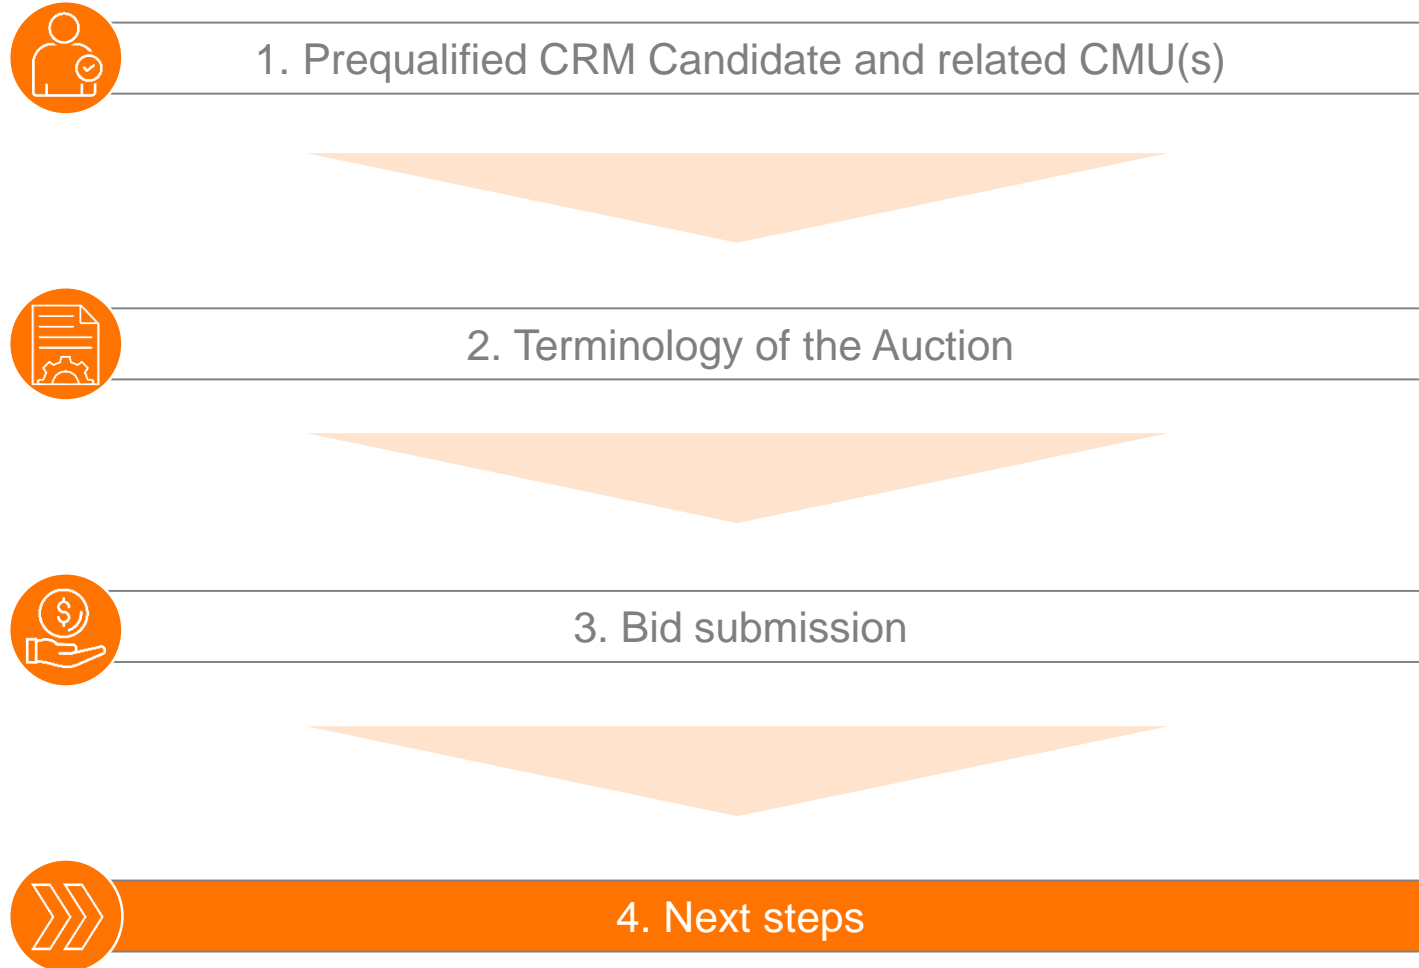 1. Prequalified CRM Candidate and related CMU(s)
2. Terminology of the Auction
$
3. Bid submission
4. Next steps